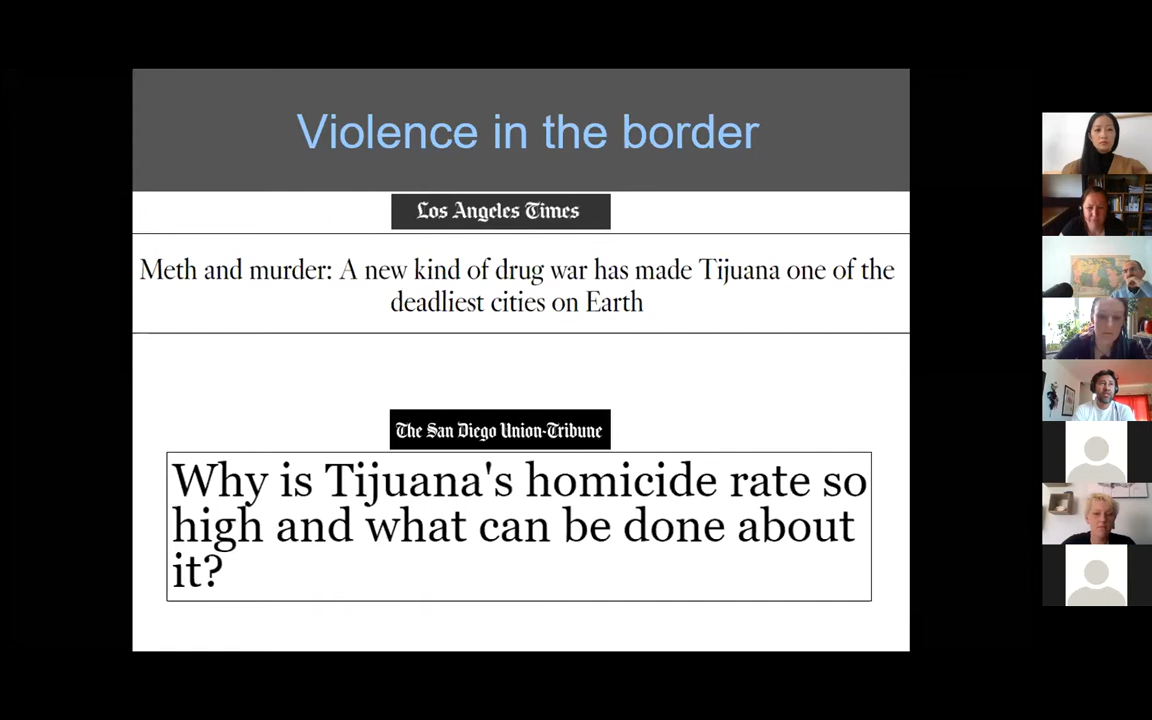 Violence in the border
Los Angeles Times
Meth and murder: A new kind of drug war has made Tijuana one of the
deadliest cities on Earth
The San Diego Union-Tribune
Why is Tijuana's homicide rate so
high and what can be done about
it?